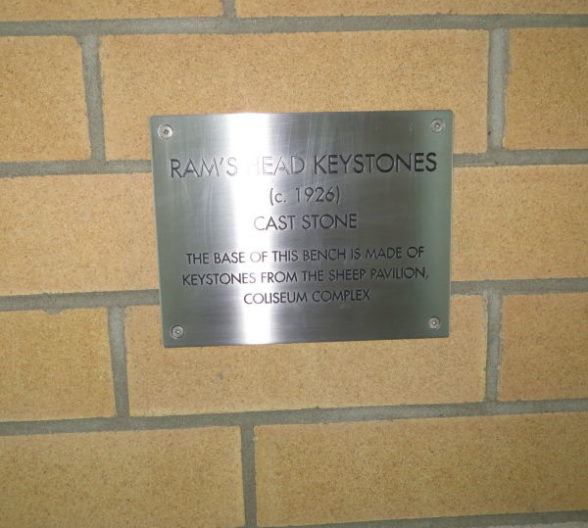 RAM'S HEAD KEYSTONES
(c. 1926)
CAST STONE
THE BASE OF THIS BENCH IS MADE OF
KEYSTONES FROM THE SHEEP PAVILION,
COLISEUM COMPLEX